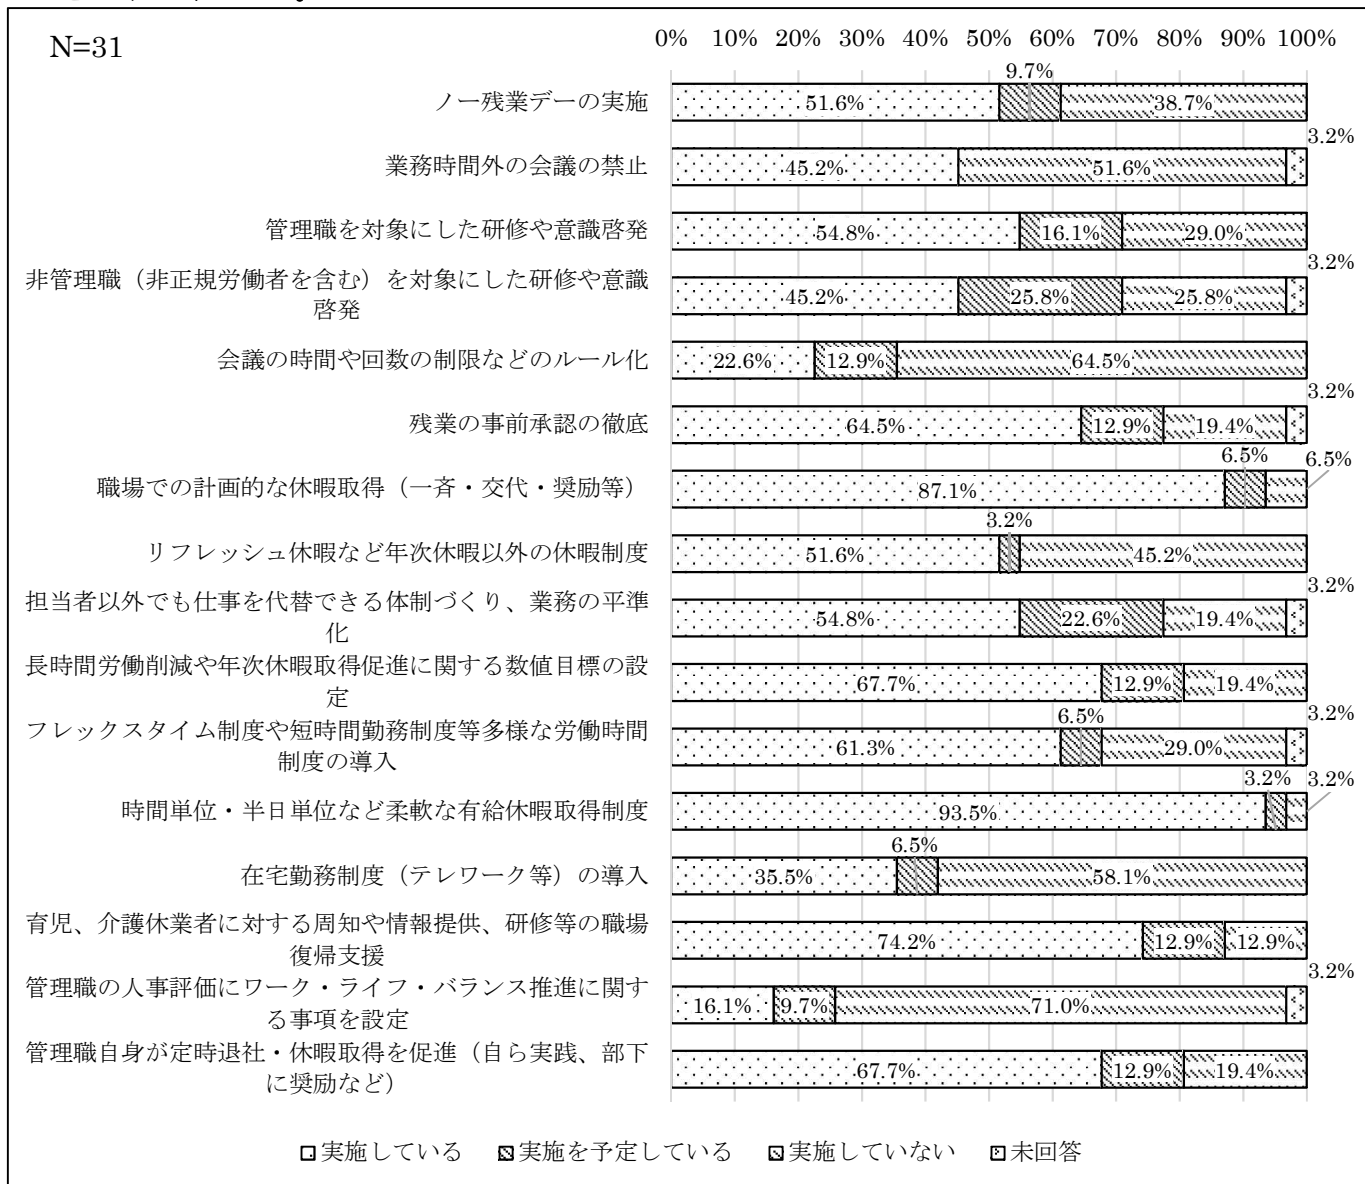 N=31
0% 10% 20% 30% 40% 50% 60% 70% 80% 90% 100%
9.7%
ノー残業デーの実施 51.6% 38.7%
3.2%
業務時間外の会議の禁止 45.2% 51.6%
管理職を対象にした研修や意識啓発 54.8% 16.1% 29.0%
3.2%
非管理職（非正規労働者を含む）を対象にした研修や意識
啓発
45.2% 25.8% 25.8%
会議の時間や回数の制限などのルール化 22.6% 12.9% 64.5%
3.2%
残業の事前承認の徹底 64.5% 12.9% 19.4%
6.5% 6.5%
職場での計画的な休暇取得（一斉・交代・奨励等） 87.1%
3.2%
リフレッシュ休暇など年次休暇以外の休暇制度 51.6% 45.2%
3.2%
担当者以外でも仕事を代替できる体制づくり、業務の平準
化
54.8% 22.6% 19.4%
長時間労働削減や年次休暇取得促進に関する数値目標の設
定
67.7% 12.9% 19.4%
6.5% 3.2%
フレックスタイム制度や短時間勤務制度等多様な労働時間
制度の導入
61.3% 29.0%
3.2% 3.2%
時間単位・半日単位など柔軟な有給休暇取得制度 93.5%
6.5%
在宅勤務制度（テレワーク等）の導入 35.5% 58.1%
育児、介護休業者に対する周知や情報提供、研修等の職場
復帰支援
74.2% 12.9% 12.9%
3.2%
管理職の人事評価にワーク・ライフ・バランス推進に関す
る事項を設定
16.1% 9.7% 71.0%
管理職自身が定時退社・休暇取得を促進（自ら実践、部下
に奨励など）
67.7% 12.9% 19.4%
実施している 実施を予定している 実施していない 未回答